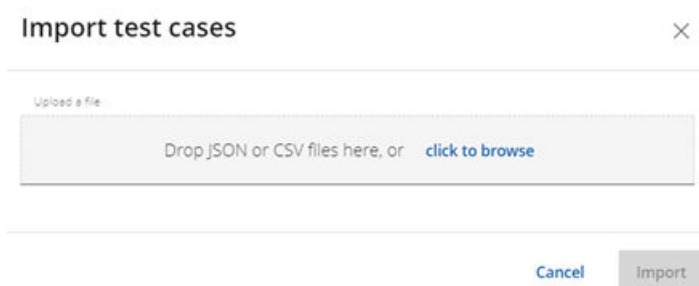 Import test cases
Upload a file
Drop JSON or CSV files here, or click to browse
Cancel Import